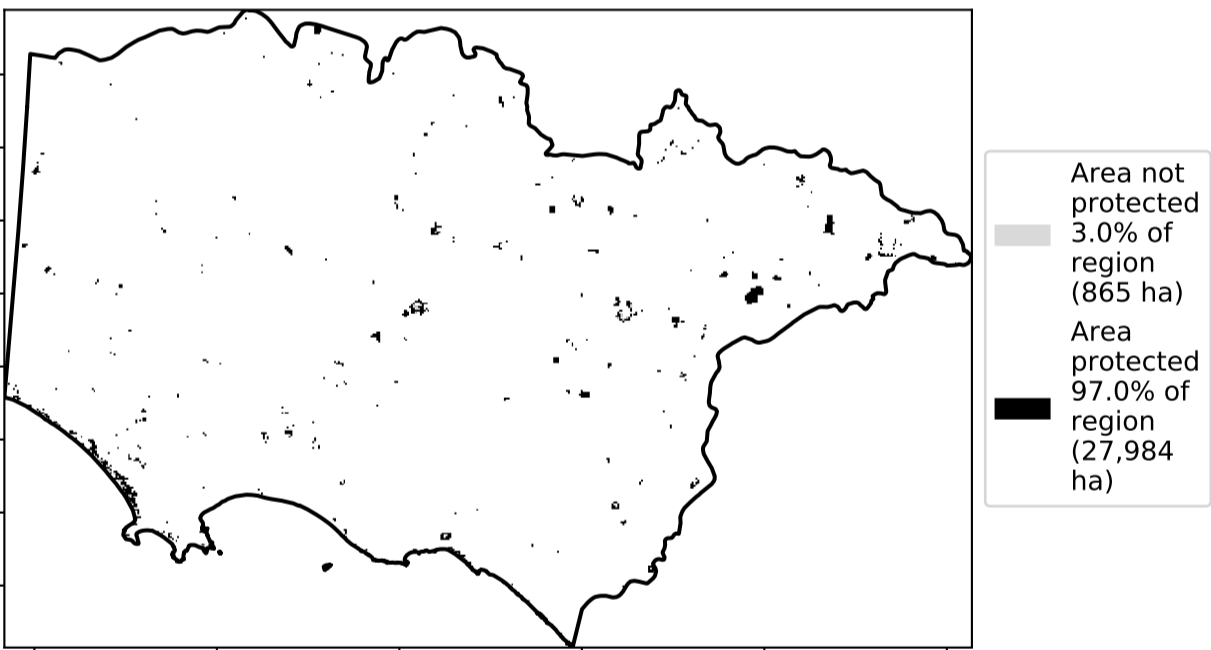 Area not
protected
3.0% of
region
(865 ha)
Area
protected
97.0% of
region
(27,984
ha)